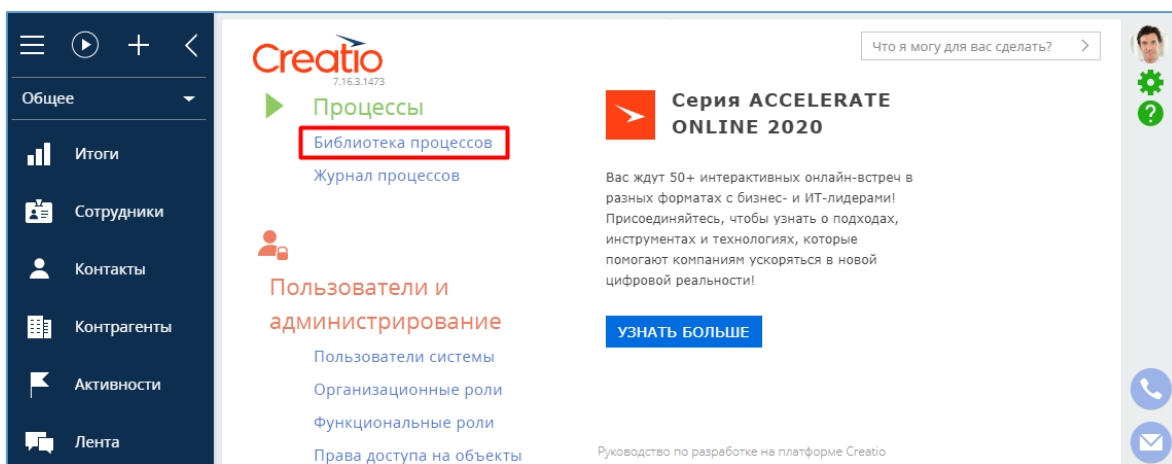 Общее
Итоги
Сотрудники
Контакты
Контрагенты
Активности
Лента
Creatio
7.16.3.1473
Процессы
Библиотека процессов
Журнал процессов
Пользователи и
администрирование
Пользователи системы
Организационные роли
Функциональные роли
Права доступа на объекты
Что я могу для вас сделать?
Серия ACCELERATE
ONLINE 2020
Вас ждут 50+ интерактивных онлайн-встреч в
разных форматах с бизнес- и ИТ-лидерами!
Присоединяйтесь, чтобы узнать о подходах,
инструментах и технологиях, которые
помогают компаниям ускоряться в новой
цифровой реальности!
УЗНАТЬ БОЛЬШЕ
Руководство по разработке на платформе Creatio